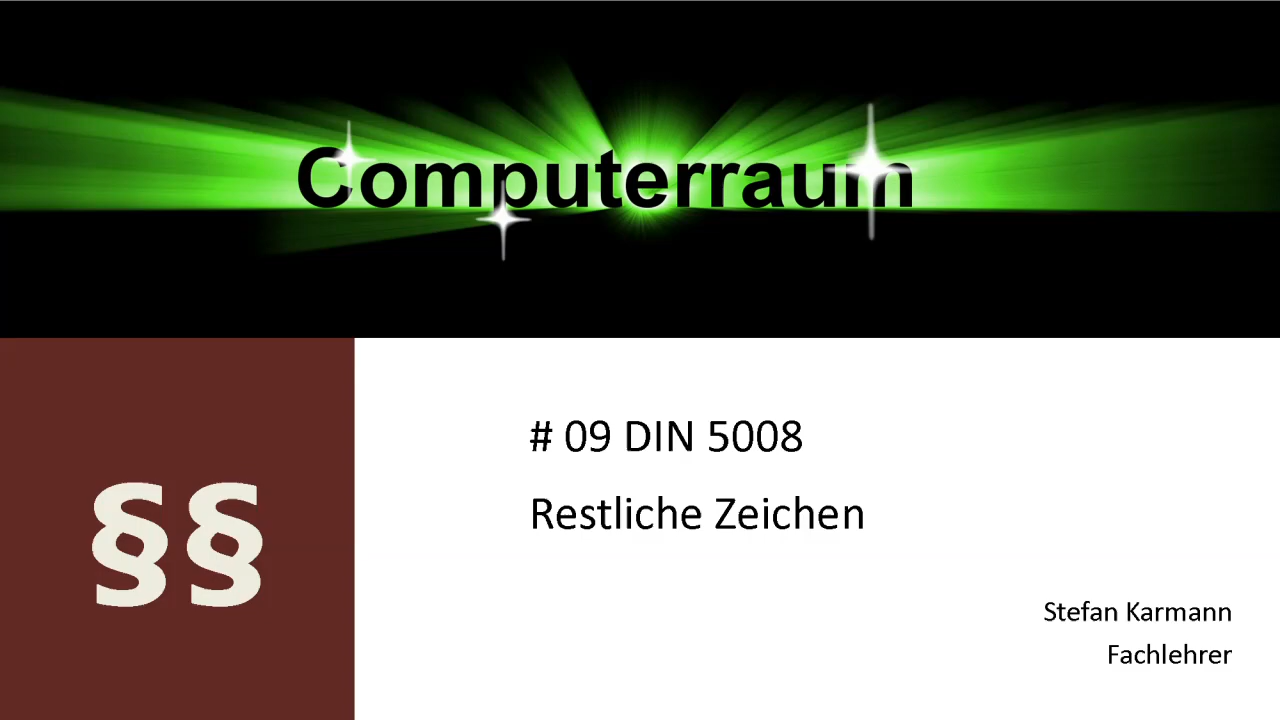 Computerraum
# 09 DIN 5008
Restliche Zeichen
§§
Stefan Karmann
Fachlehrer